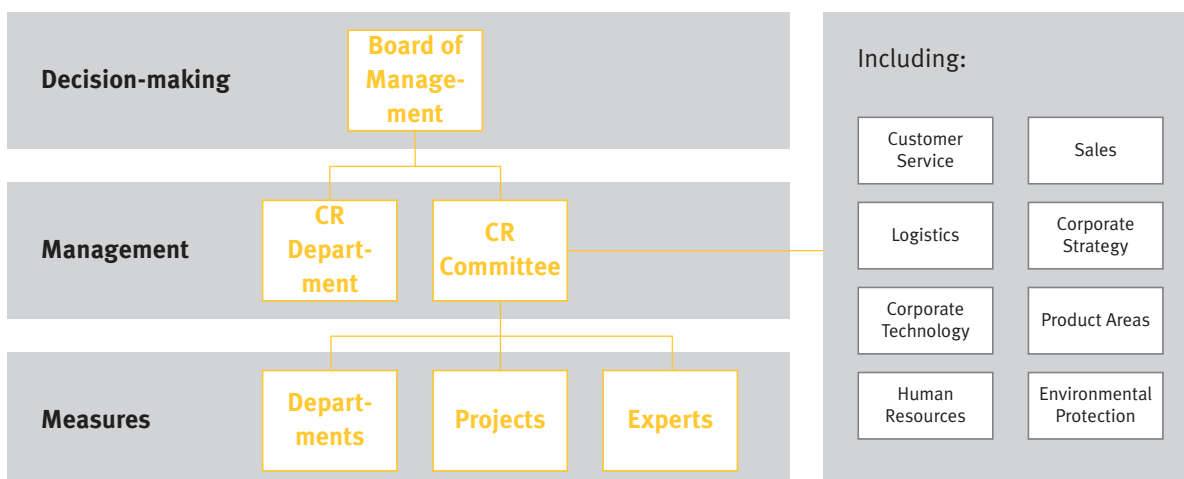 Decision-making
Board of
Manage-
ment
Management
CR
Depart-
ment
CR
Committee
Measures
Depart-
ments
Projects
Experts
Including:
Customer
Service
Sales
Logistics
Corporate
Strategy
Corporate
Technology
Product Areas
Human
Resources
Environmental
Protection